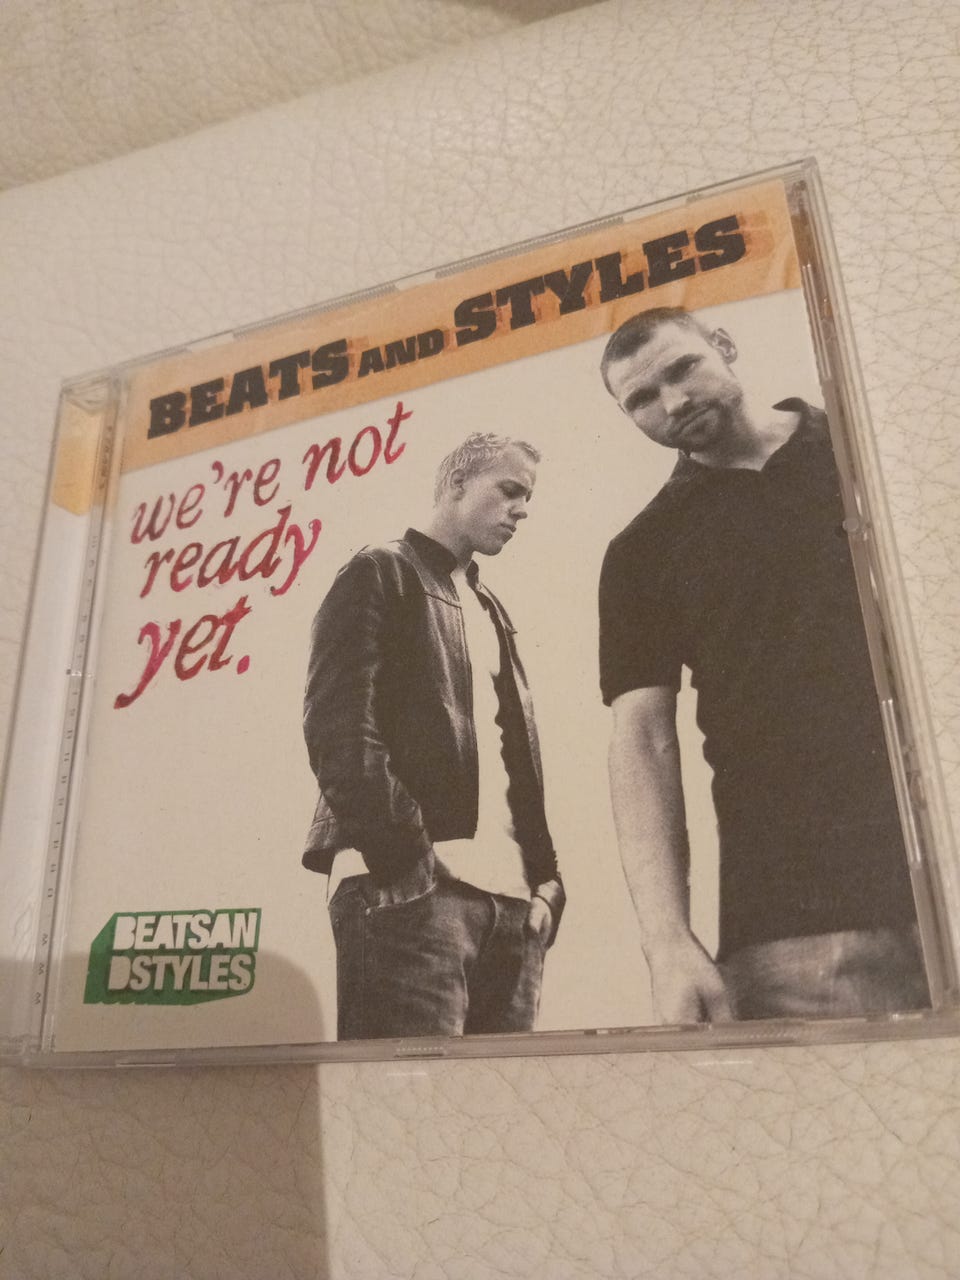 BEATS AND STYLES
we're not
ready
yet.
BEATSAN
DSTYLES